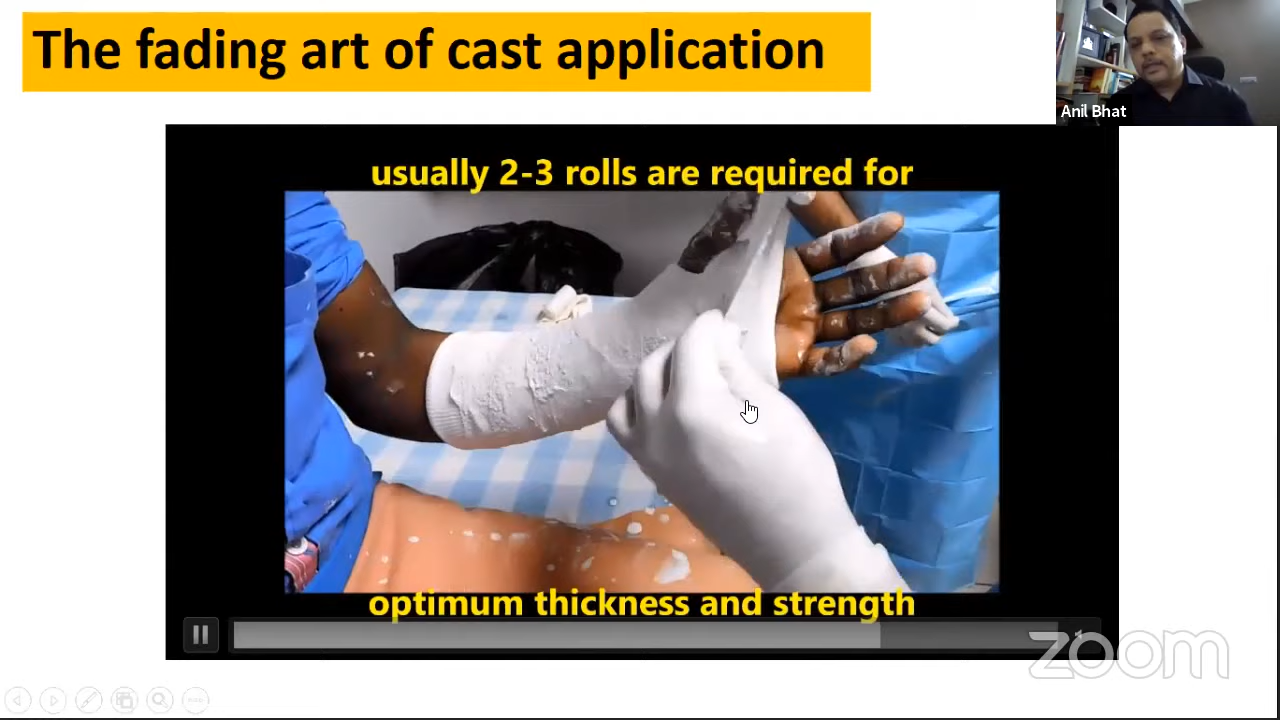 The fading art of cast application
Anil Bhat
usually 2-3 rolls are required for
optimum thickness and strength
zoom